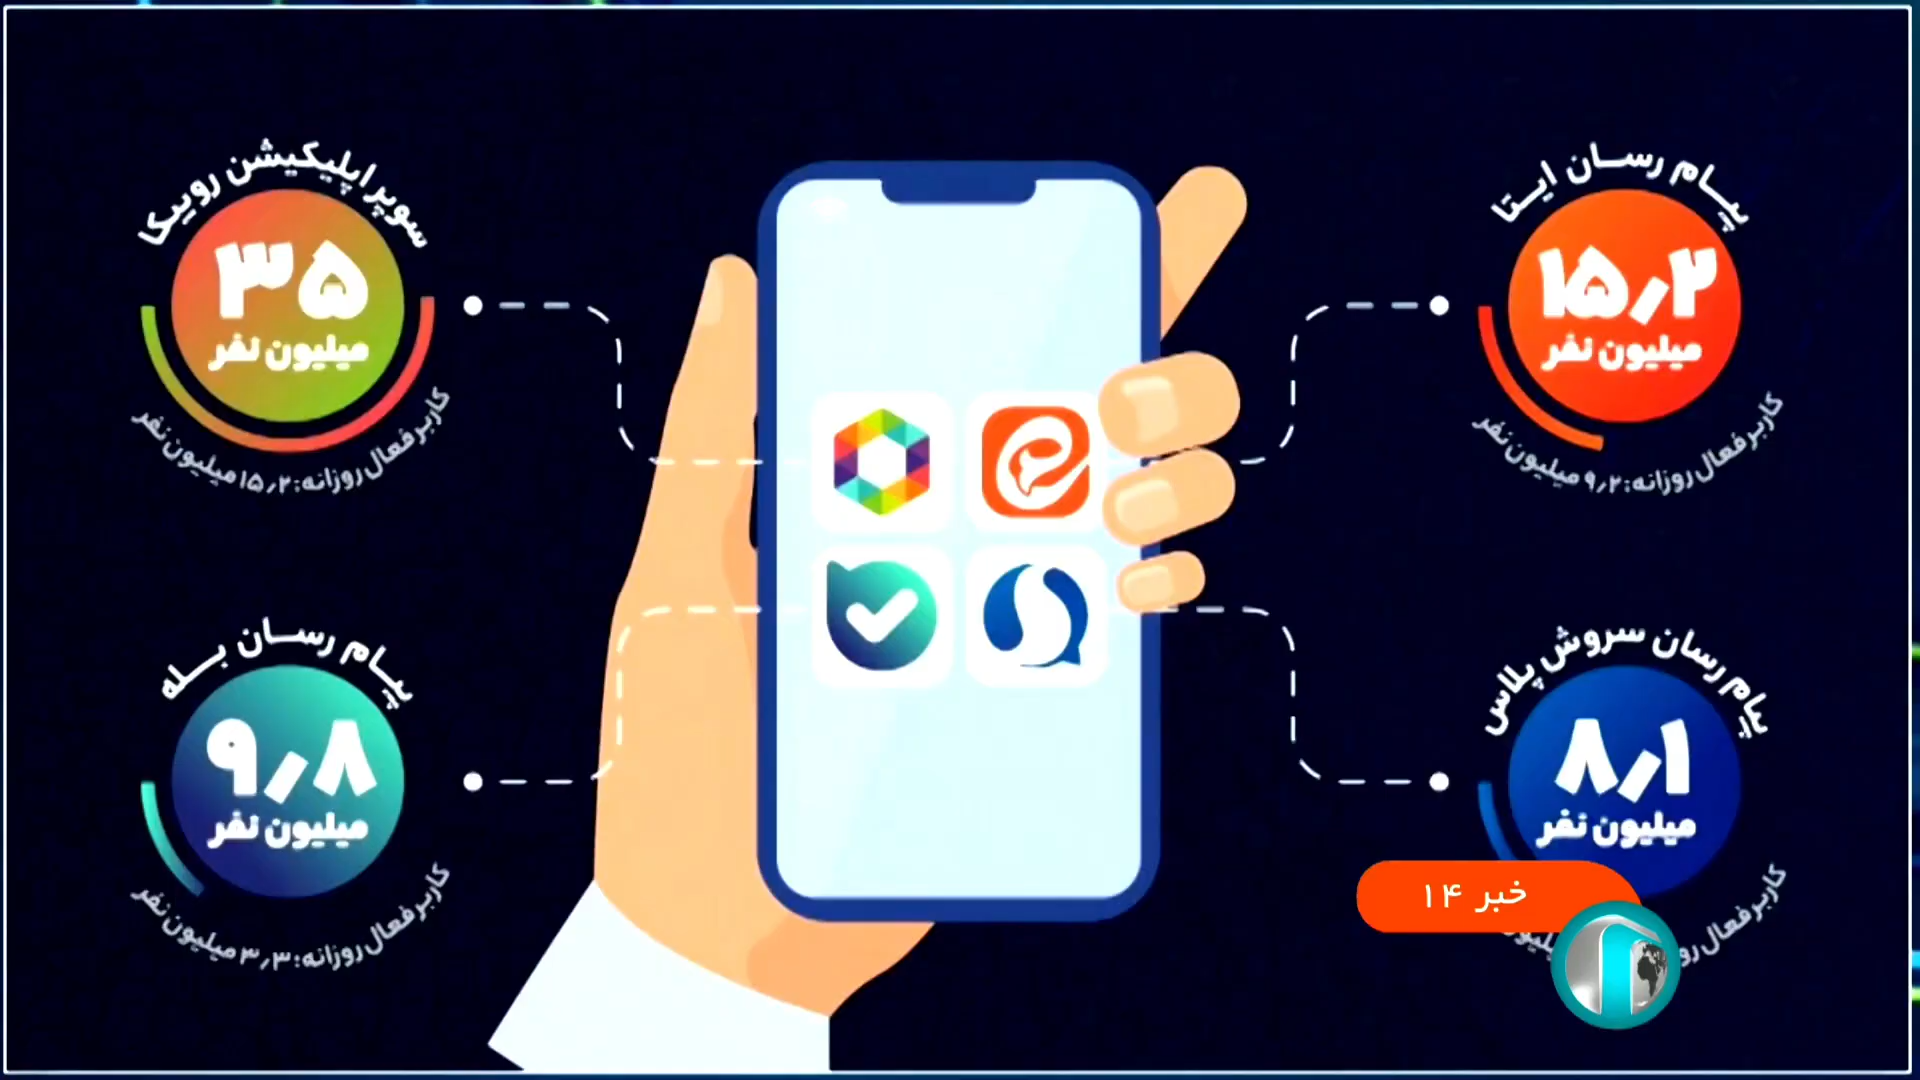 پیام رسان ایتا
۱۵٫۲
میلیون نفر
کاربر فعال روزانه: ۹٫۲ میلیون نفر
سوپر اپلیکیشن روبیکا
۳۵
میلیون نفر
کاربر فعال روزانه: ۱۵٫۲ میلیون نفر
پیام رسان سروش پلاس
۸٫۱
میلیون نفر
کاربر فعال
پیام رسان بله
۹٫۸
میلیون نفر
کاربر فعال روزانه: ۳٫۳ میلیون نفر
خبر ۱۴